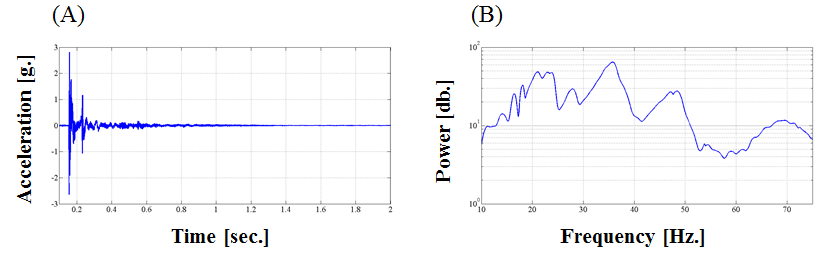 (A) (B)
Acceleration [g.]
3
2
1
0
-1
-2
-3
0.2 0.4 0.6 0.8 1 1.2 1.4 1.6 1.8 2
Time [sec.]
Power [db.]
10²
10¹
10⁰
10 20 30 40 50 60 70
Frequency [Hz.]